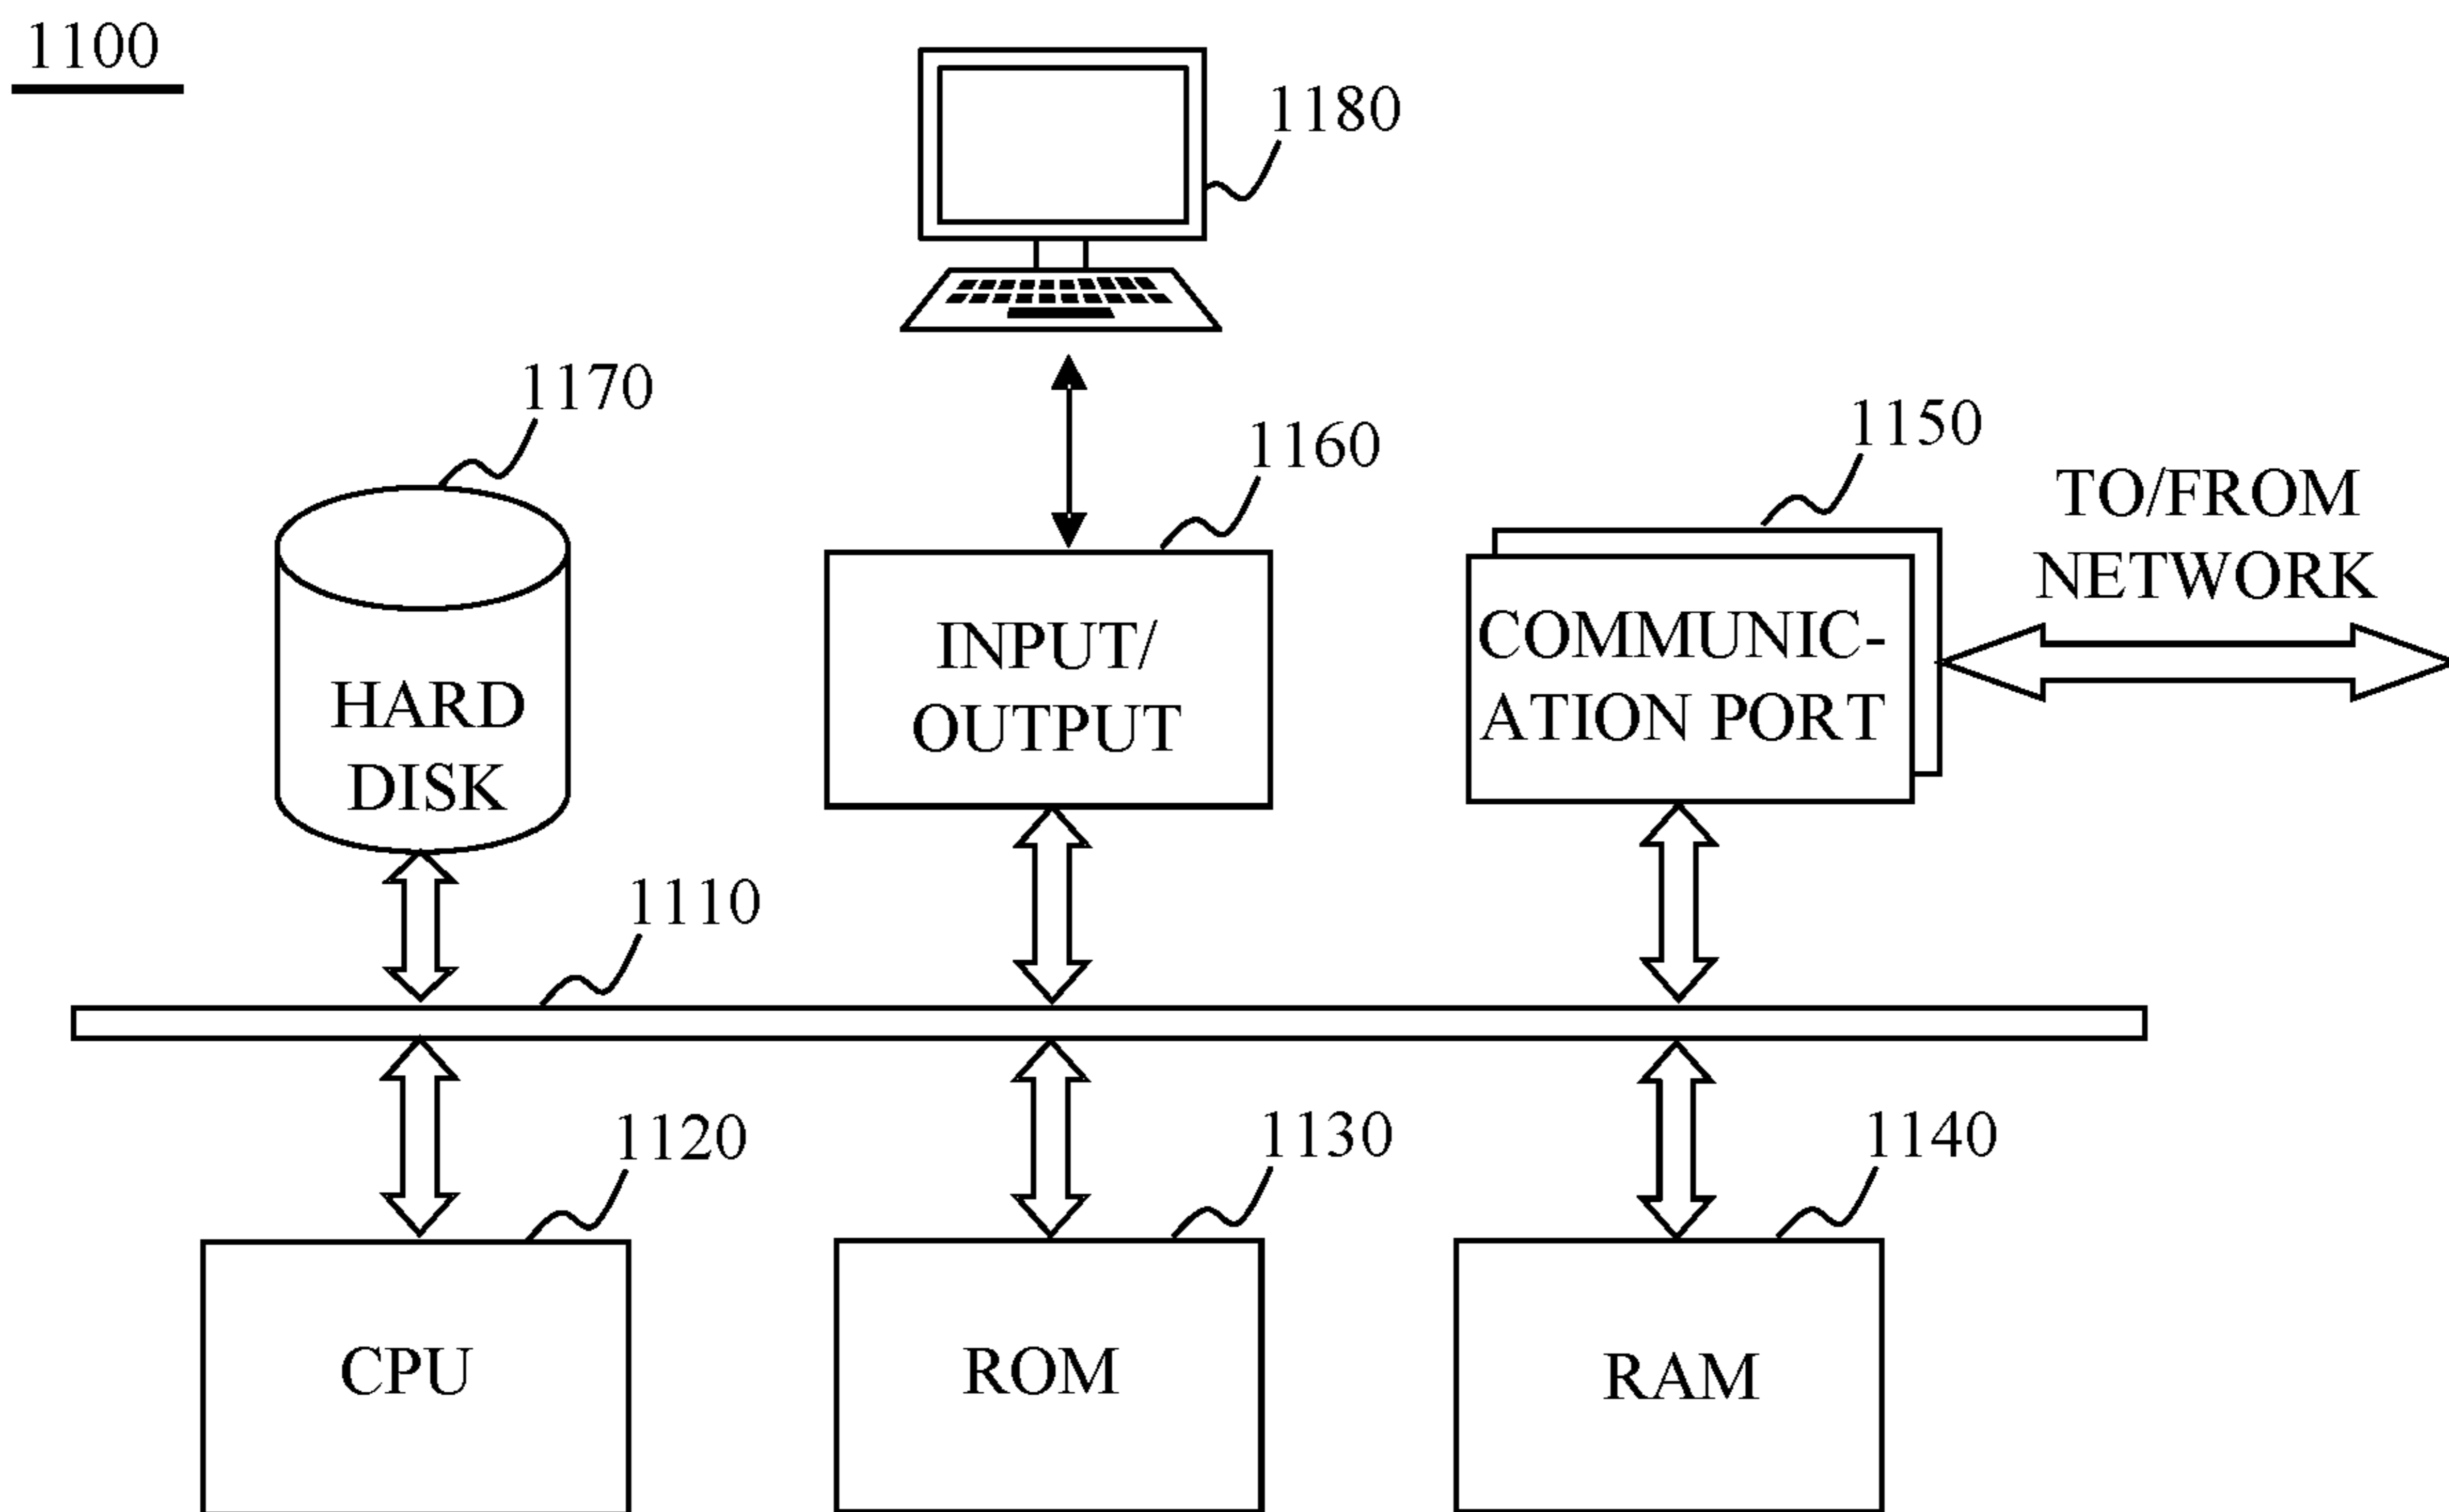 1100
1180
1170
1160
1150
TO/FROM
NETWORK
HARD
DISK
INPUT/
OUTPUT
COMMUNIC-
ATION PORT
1110
1120
1130
1140
CPU
ROM
RAM